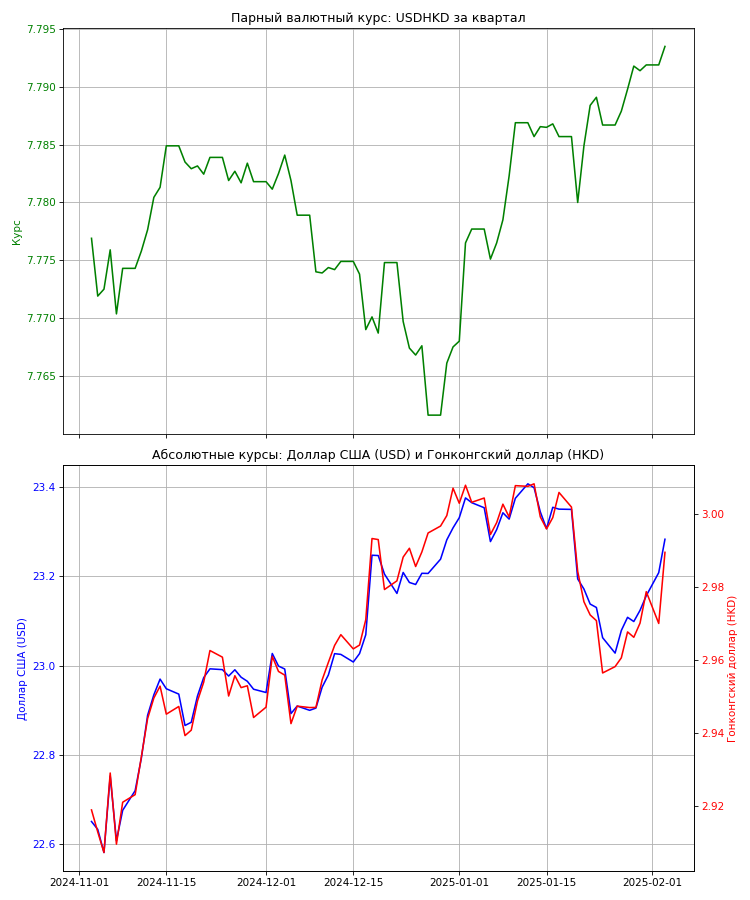 Парный валютный курс: USDHKD за квартал
7.795
7.790
7.785
7.780
7.775
7.770
7.765
Курс
Абсолютные курсы: Доллар США (USD) и Гонконгский доллар (HKD)
23.4
23.2
23.0
22.8
22.6
Доллар США (USD)
3.00
2.98
2.96
2.94
2.92
Гонконгский доллар (HKD)
2024-11-01 2024-11-15 2024-12-01 2024-12-15 2025-01-01 2025-01-15 2025-02-01